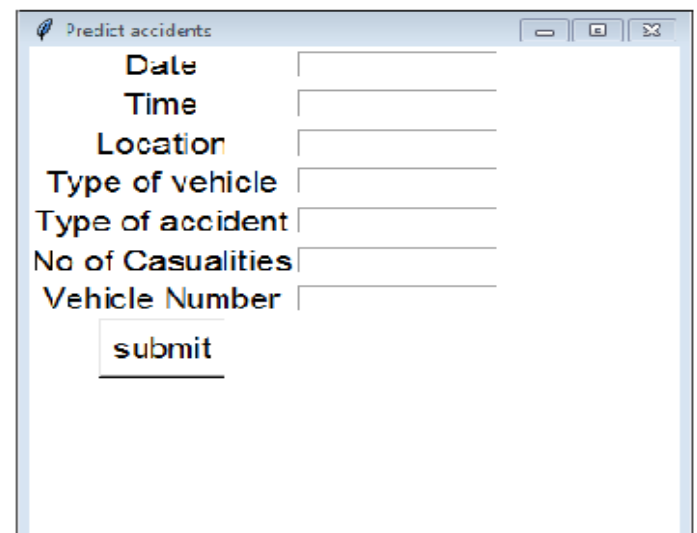 Predict accidents
Date
Time
Location
Type of vehicle
Type of accident
No of Casualities
Vehicle Number
submit